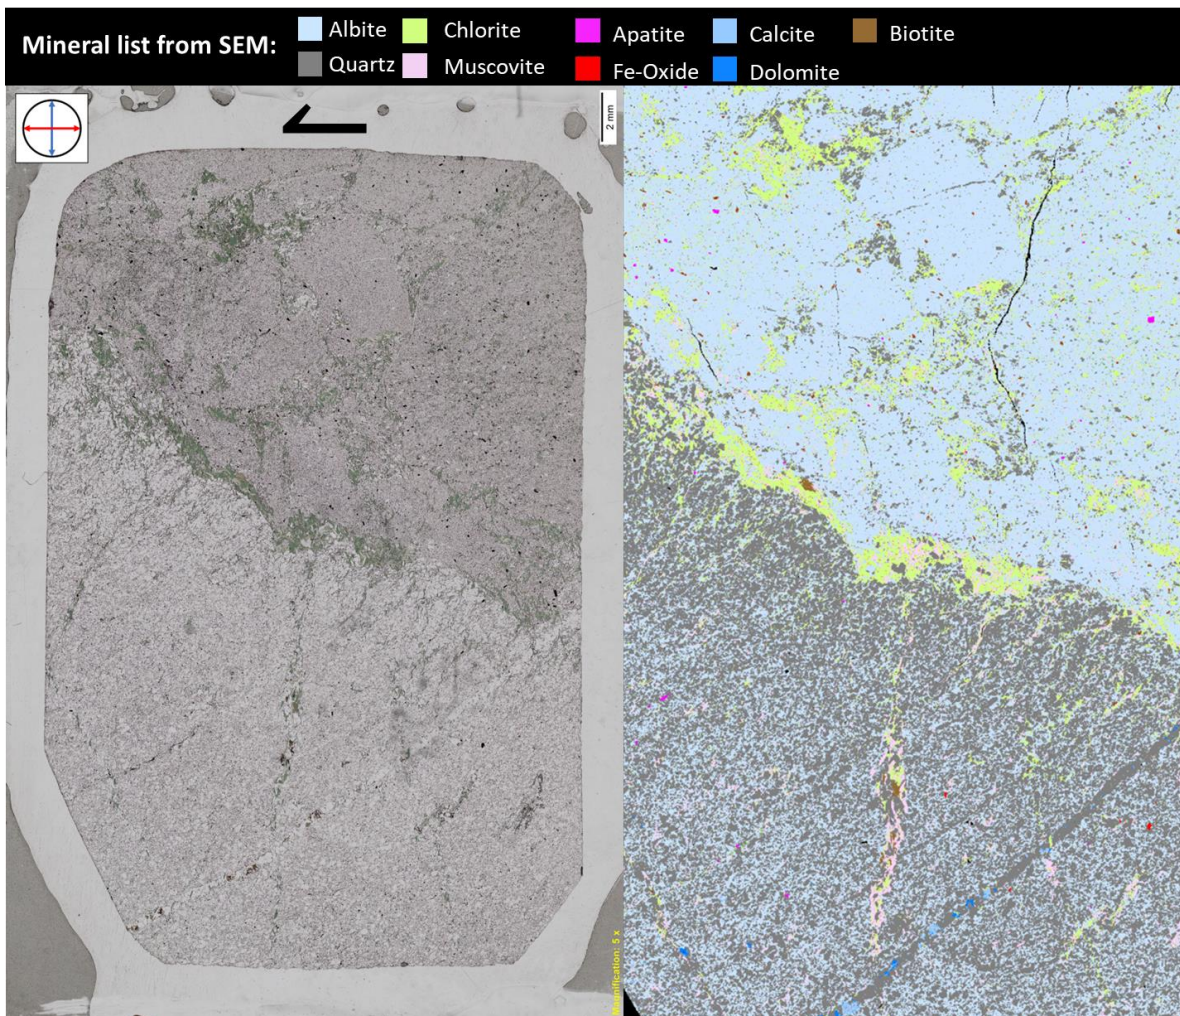 Mineral list from SEM:
Albite
Chlorite
Apatite
Calcite
Biotite
Quartz
Muscovite
Fe-Oxide
Dolomite
2 mm
Magnification: 5 x